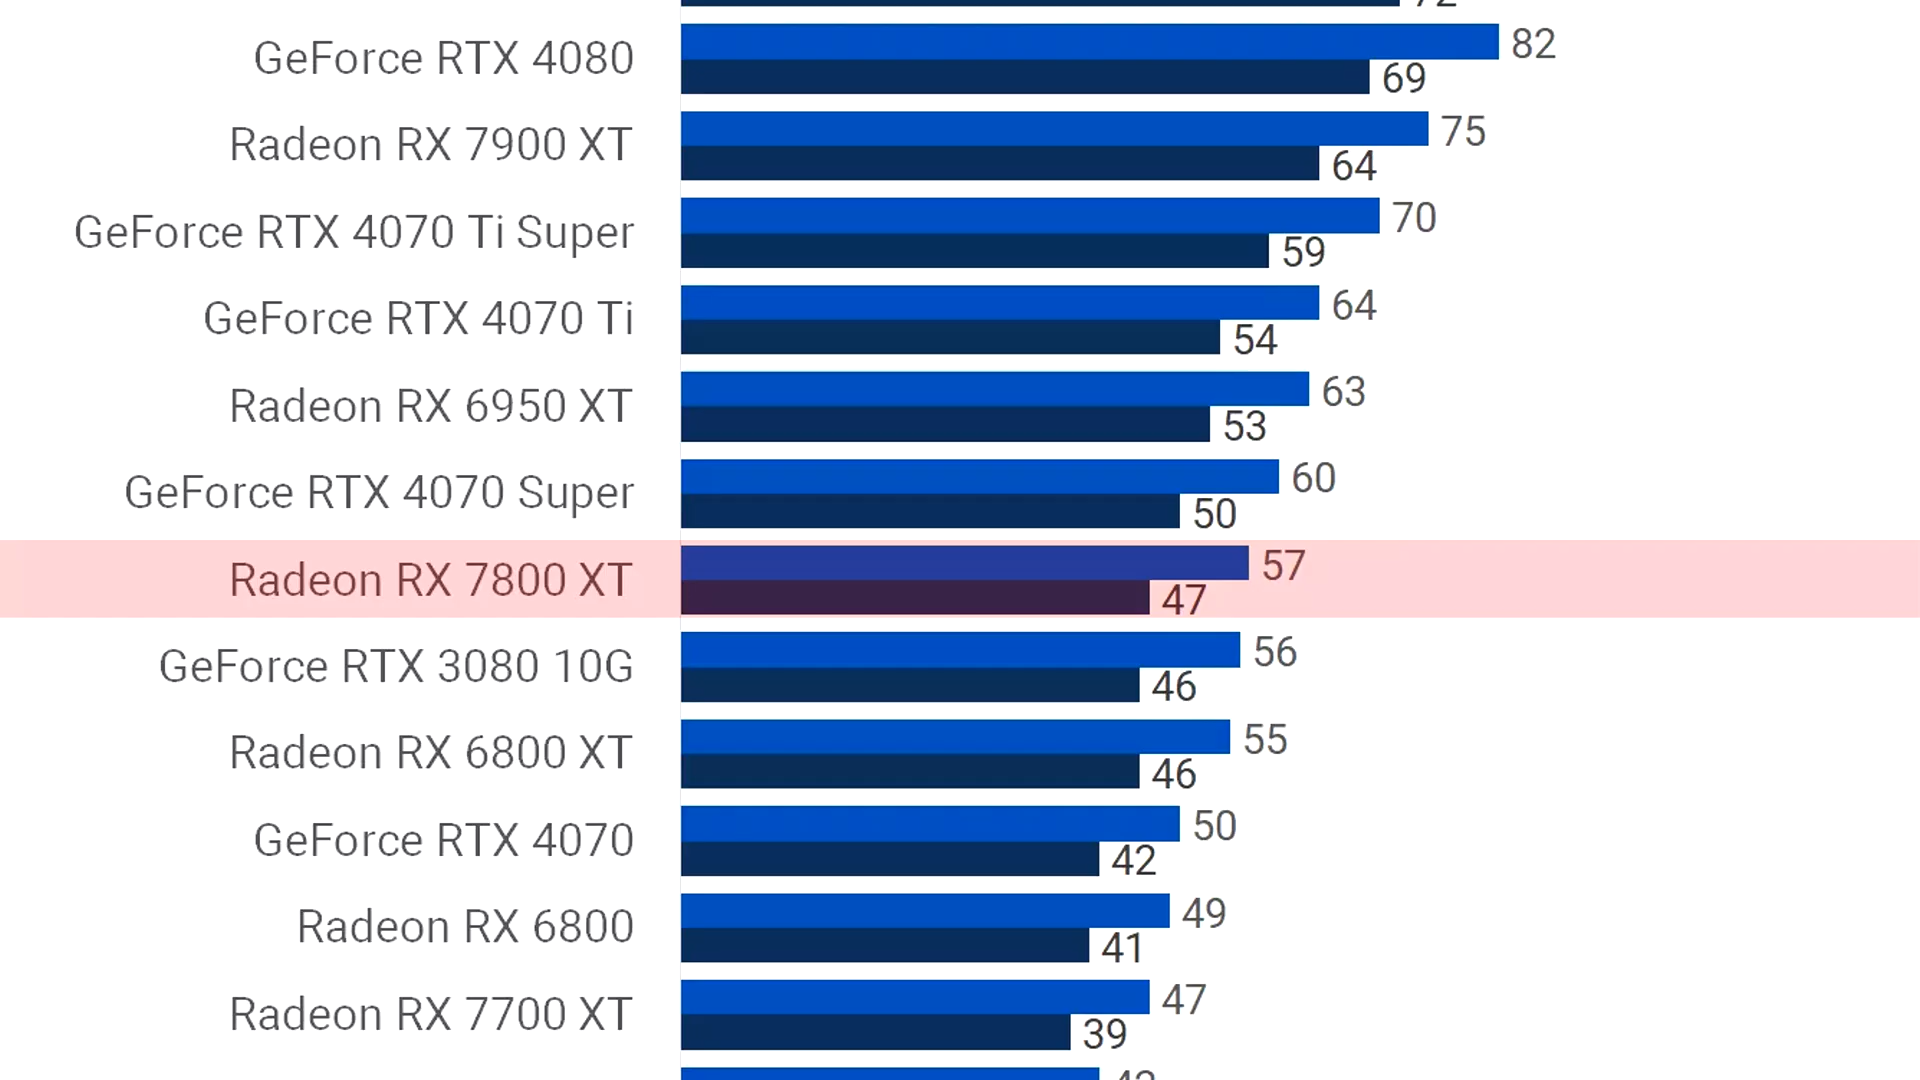 GeForce RTX 4080 82
69
Radeon RX 7900 XT 75
64
GeForce RTX 4070 Ti Super 70
59
GeForce RTX 4070 Ti 64
54
Radeon RX 6950 XT 63
53
GeForce RTX 4070 Super 60
50
Radeon RX 7800 XT 57
47
GeForce RTX 3080 10G 56
46
Radeon RX 6800 XT 55
46
GeForce RTX 4070 50
42
Radeon RX 6800 49
41
Radeon RX 7700 XT 47
39